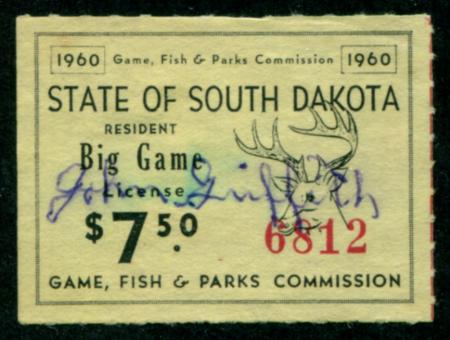 1960 Game, Fish & Parks Commission 1960
STATE OF SOUTH DAKOTA
RESIDENT
Big Game
License
John Griffith
$7.50
6812
GAME, FISH & PARKS COMMISSION